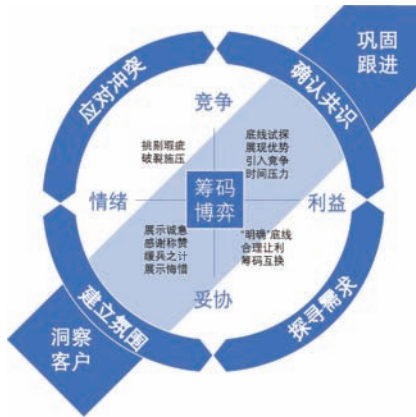 巩固
跟进
应对冲突
确认共识
竞争
挑剔瑕疵
破裂施压
底线试探
展现优势
引入竞争
时间压力
情绪
筹码
博弈
利益
展示诚意
感谢称赞
缓兵之计
展示悔惜
“明确”底线
合理让利
筹码互换
妥协
建立氛围
探寻需求
洞察
客户